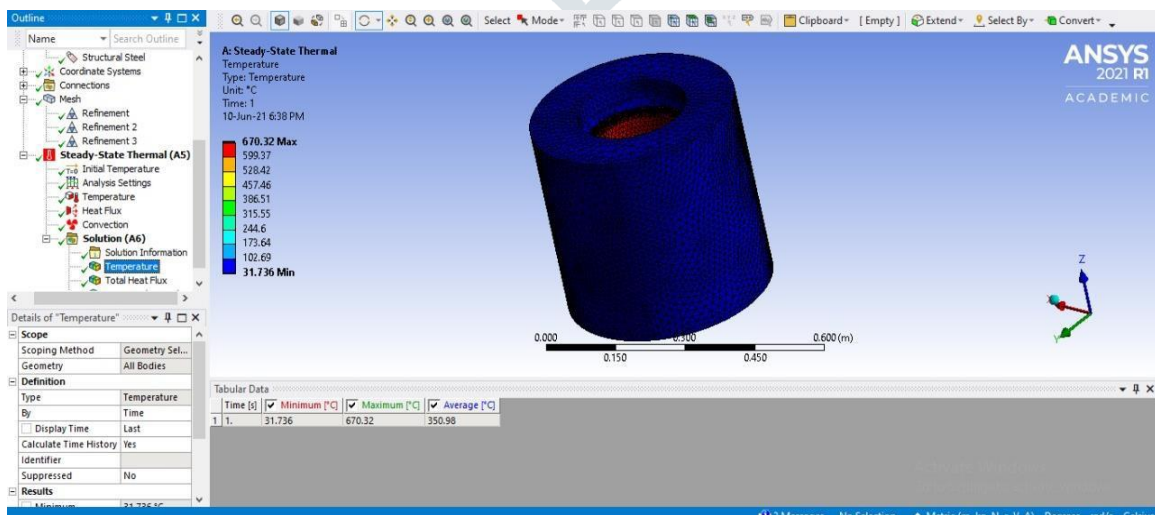 Outline
Select Mode Clipboard [ Empty ] Extend Select By Convert
Name Search Outline
Structural Steel
Coordinate Systems
Connections
Mesh
Refinement
Refinement 2
Refinement 3
Steady-State Thermal (A5)
Initial Temperature
Analysis Settings
Temperature
Heat Flux
Convection
Solution (A6)
Solution Information
Temperature
Total Heat Flux
A: Steady-State Thermal
Temperature
Type: Temperature
Unit: °C
Time: 1
10-Jun-21 6:38 PM
670.32 Max
599.37
528.42
457.46
386.51
315.55
244.6
173.64
102.69
31.736 Min
ANSYS
2021 R1
ACADEMIC
Z
Y
0.000 0.300 0.600 (m)
0.150 0.450
Details of "Temperature"
Scope
Scoping Method Geometry Sel...
Geometry All Bodies
Definition
Type Temperature
By Time
Display Time Last
Calculate Time History Yes
Identifier
Suppressed No
Results
Minimum 31.736 °C
Tabular Data
Time [s] Minimum [°C] Maximum [°C] Average [°C]
1 1. 31.736 670.32 350.98
Activate Windows